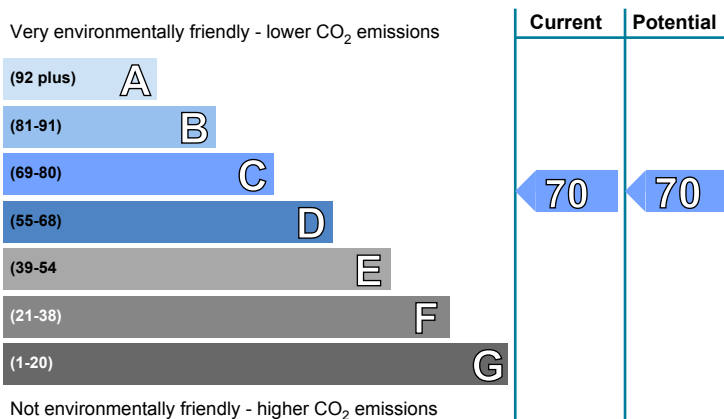 Current Potential
Very environmentally friendly - lower CO2 emissions
(92 plus) A
(81-91) B
(69-80) C
70 70
(55-68) D
(39-54 E
(21-38) F
(1-20) G
Not environmentally friendly - higher CO2 emissions